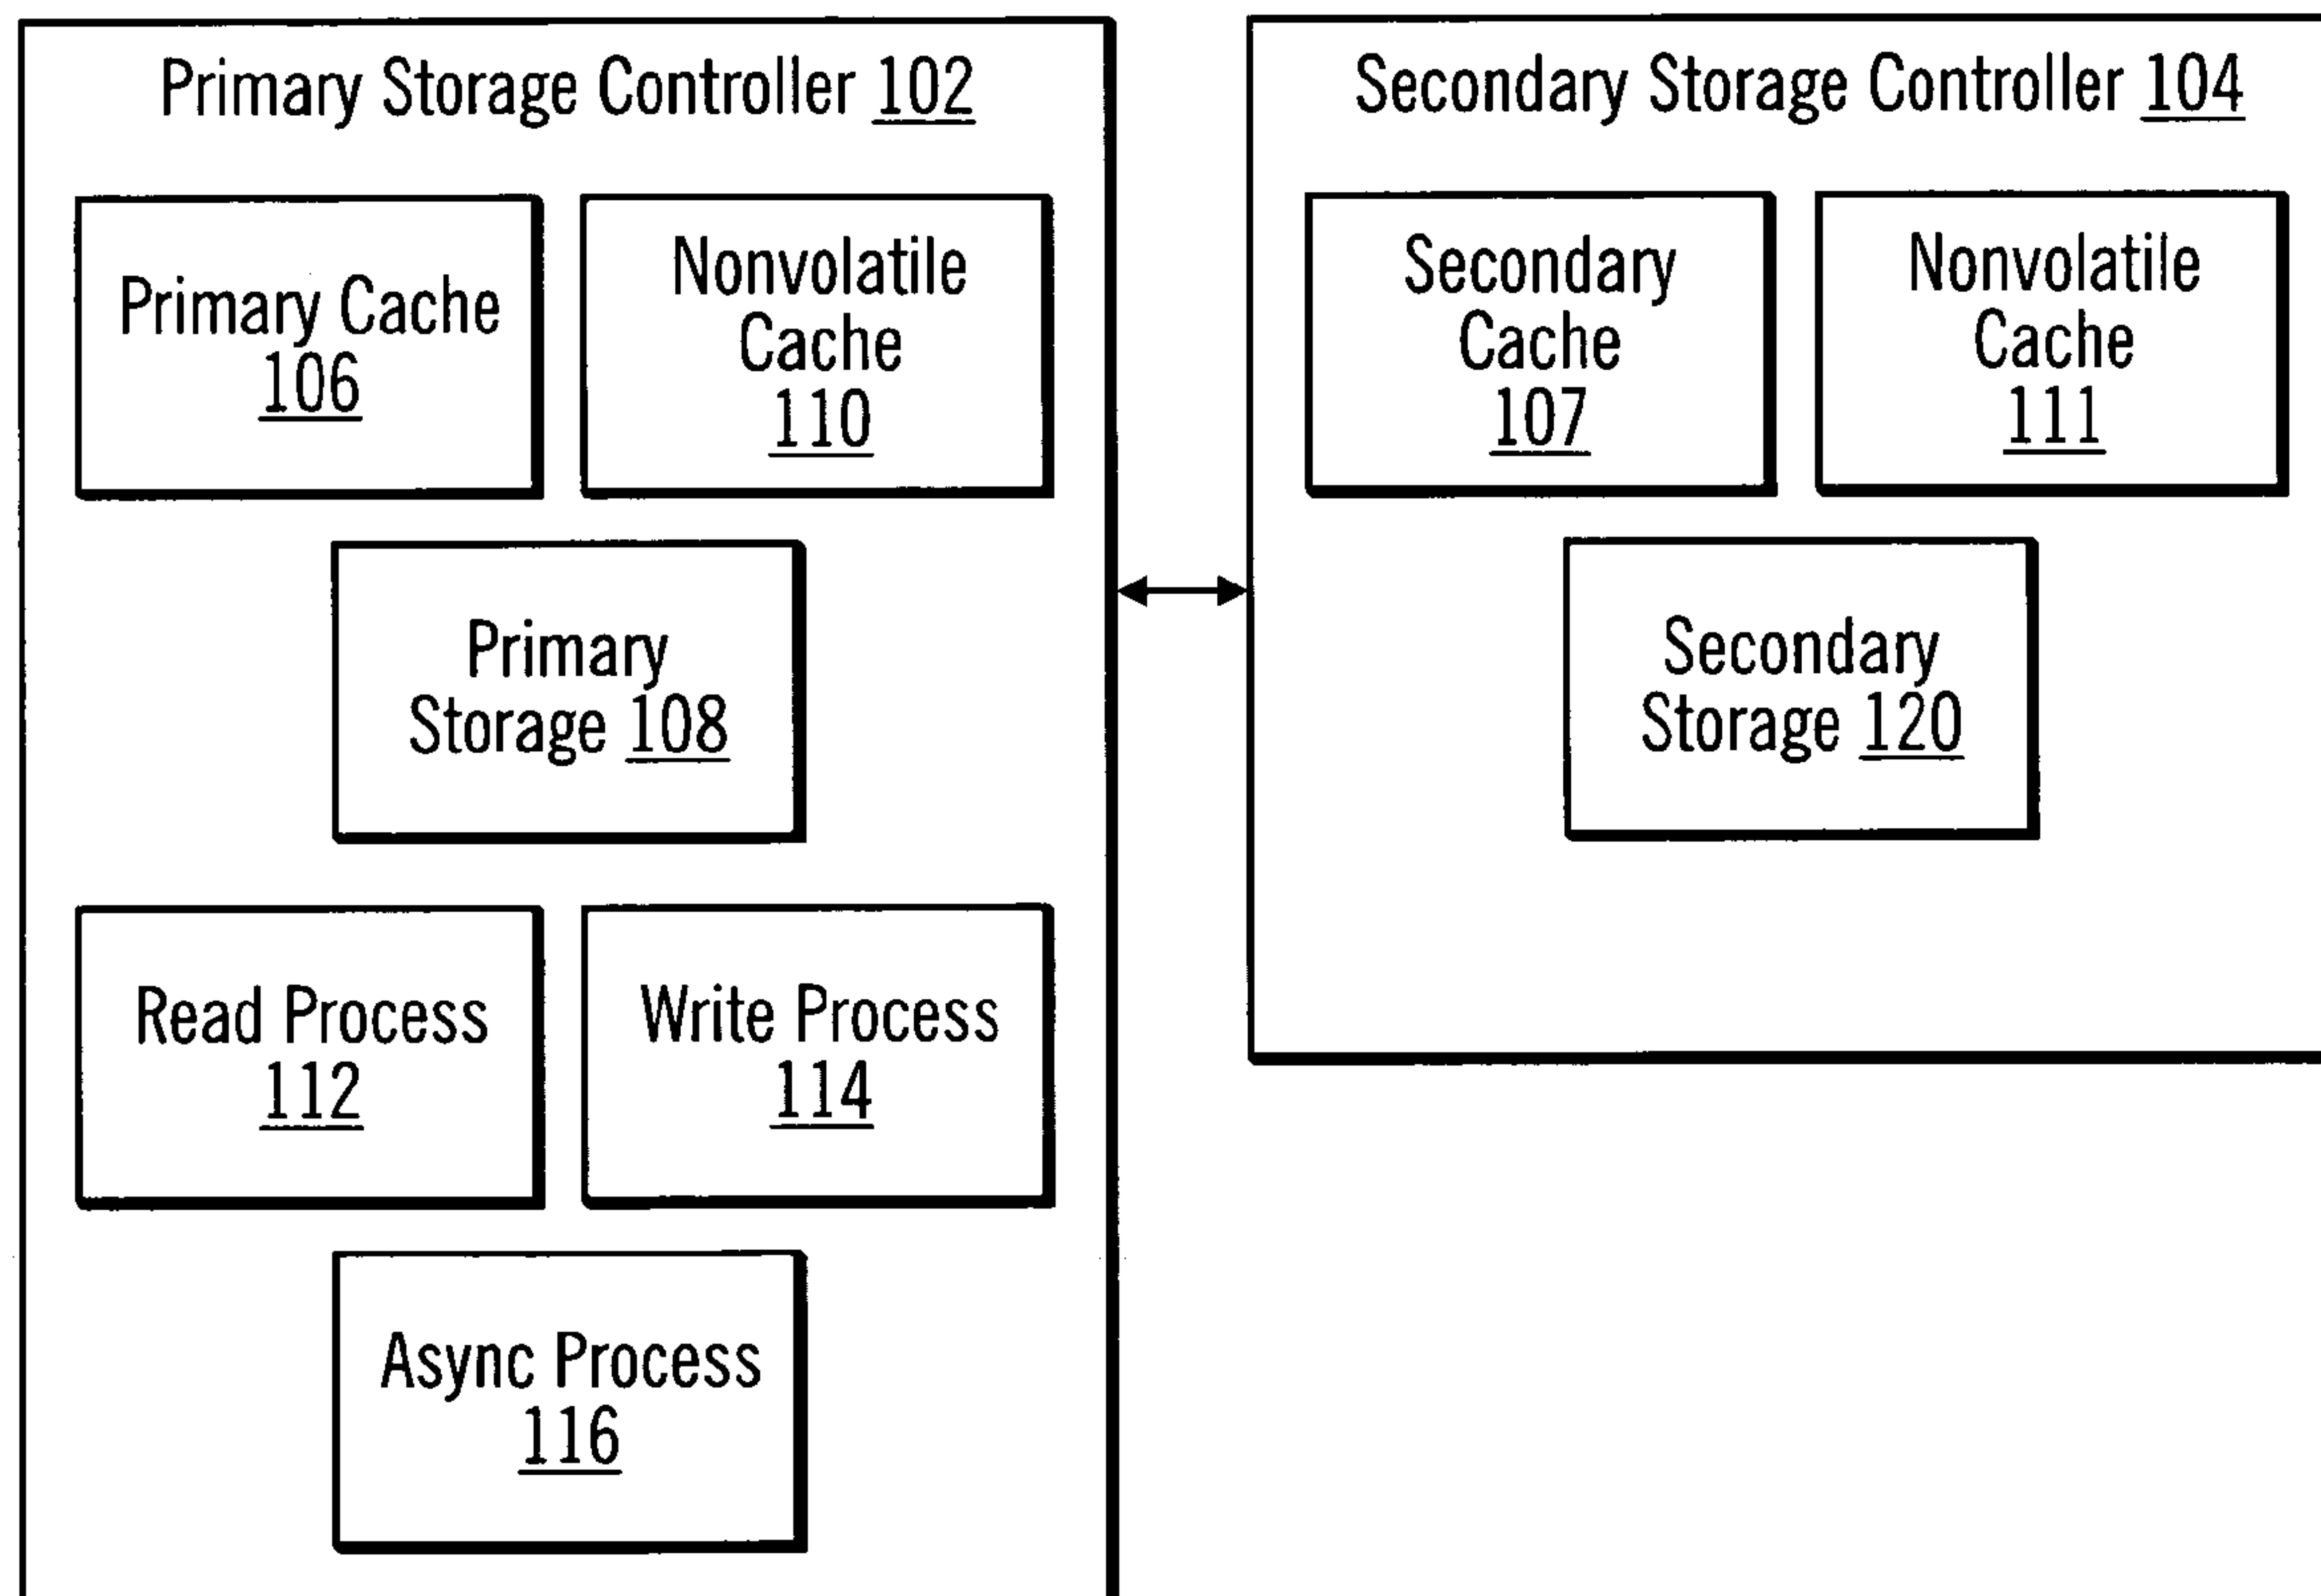 Primary Storage Controller 102
Primary Cache
106
Nonvolatile
Cache
110
Primary
Storage 108
Read Process
112
Write Process
114
Async Process
116
Secondary Storage Controller 104
Secondary
Cache
107
Nonvolatile
Cache
111
Secondary
Storage 120